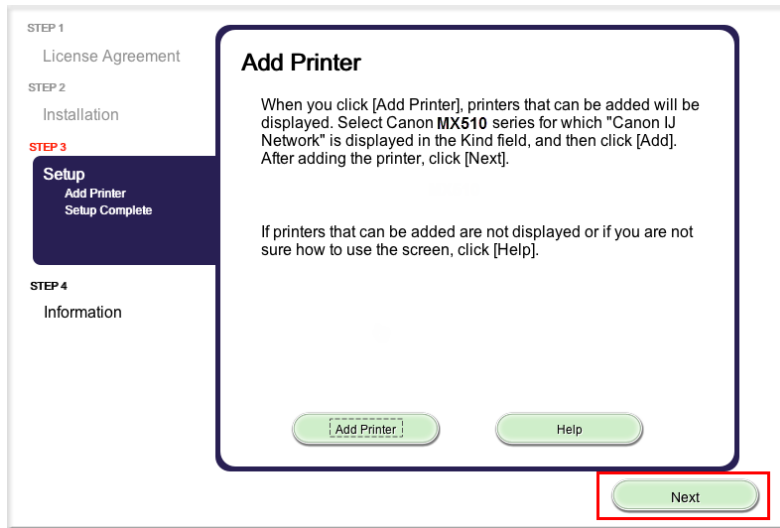 STEP 1
License Agreement
STEP 2
Installation
STEP 3
Setup
Add Printer
Setup Complete
STEP 4
Information
Add Printer
When you click [Add Printer], printers that can be added will be
displayed. Select Canon MX510 series for which "Canon IJ
Network" is displayed in the Kind field, and then click [Add].
After adding the printer, click [Next].
If printers that can be added are not displayed or if you are not
sure how to use the screen, click [Help].
Add Printer
Help
Next